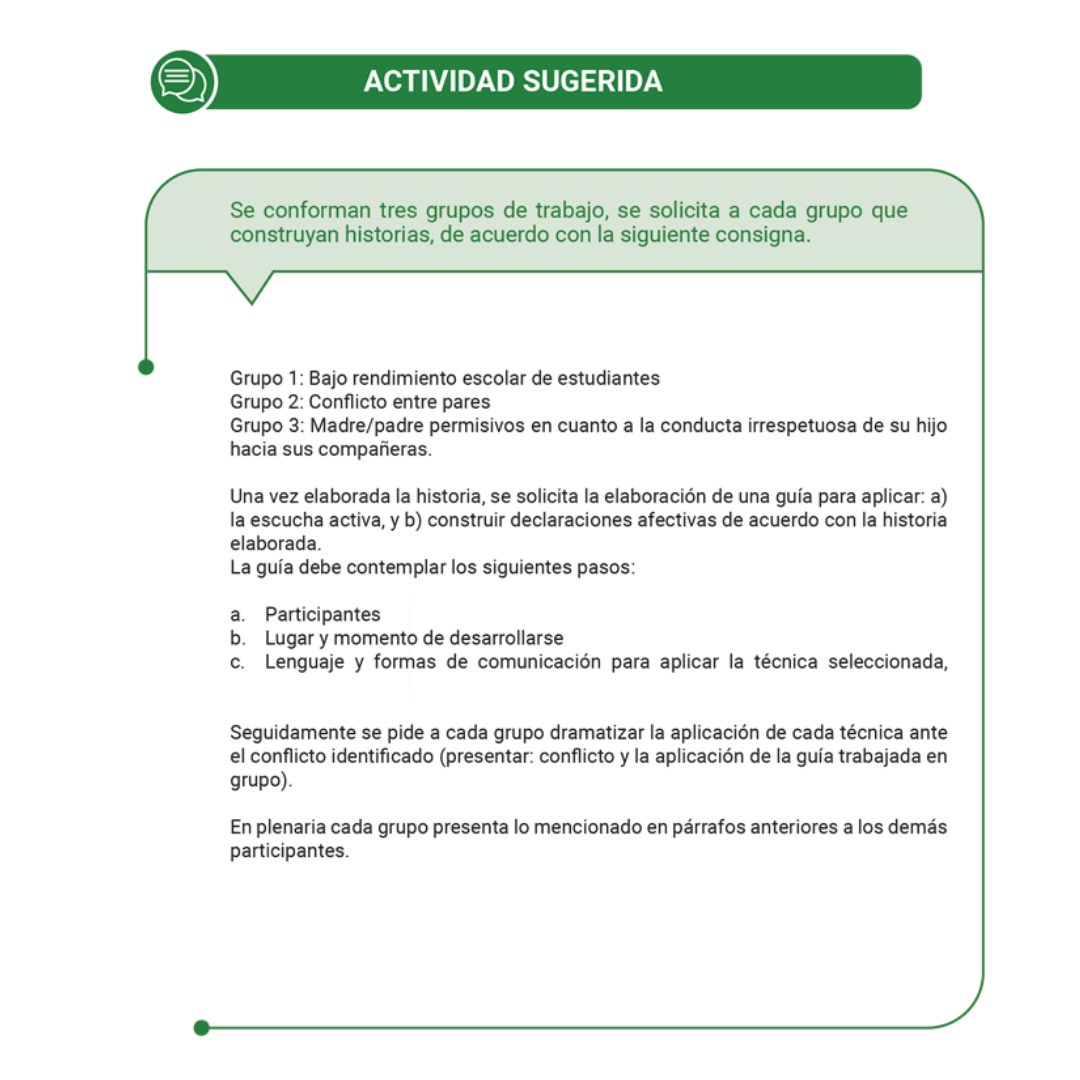 ACTIVIDAD SUGERIDA
Se conforman tres grupos de trabajo, se solicita a cada grupo que
construyan historias, de acuerdo con la siguiente consigna.
Grupo 1: Bajo rendimiento escolar de estudiantes
Grupo 2: Conflicto entre pares
Grupo 3: Madre/padre permisivos en cuanto a la conducta irrespetuosa de su hijo
hacia sus compañeras.
Una vez elaborada la historia, se solicita la elaboración de una guía para aplicar: a)
la escucha activa, y b) construir declaraciones afectivas de acuerdo con la historia
elaborada.
La guía debe contemplar los siguientes pasos:
a. Participantes
b. Lugar y momento de desarrollarse
c. Lenguaje y formas de comunicación para aplicar la técnica seleccionada,
Seguidamente se pide a cada grupo dramatizar la aplicación de cada técnica ante
el conflicto identificado (presentar: conflicto y la aplicación de la guía trabajada en
grupo).
En plenaria cada grupo presenta lo mencionado en párrafos anteriores a los demás
participantes.